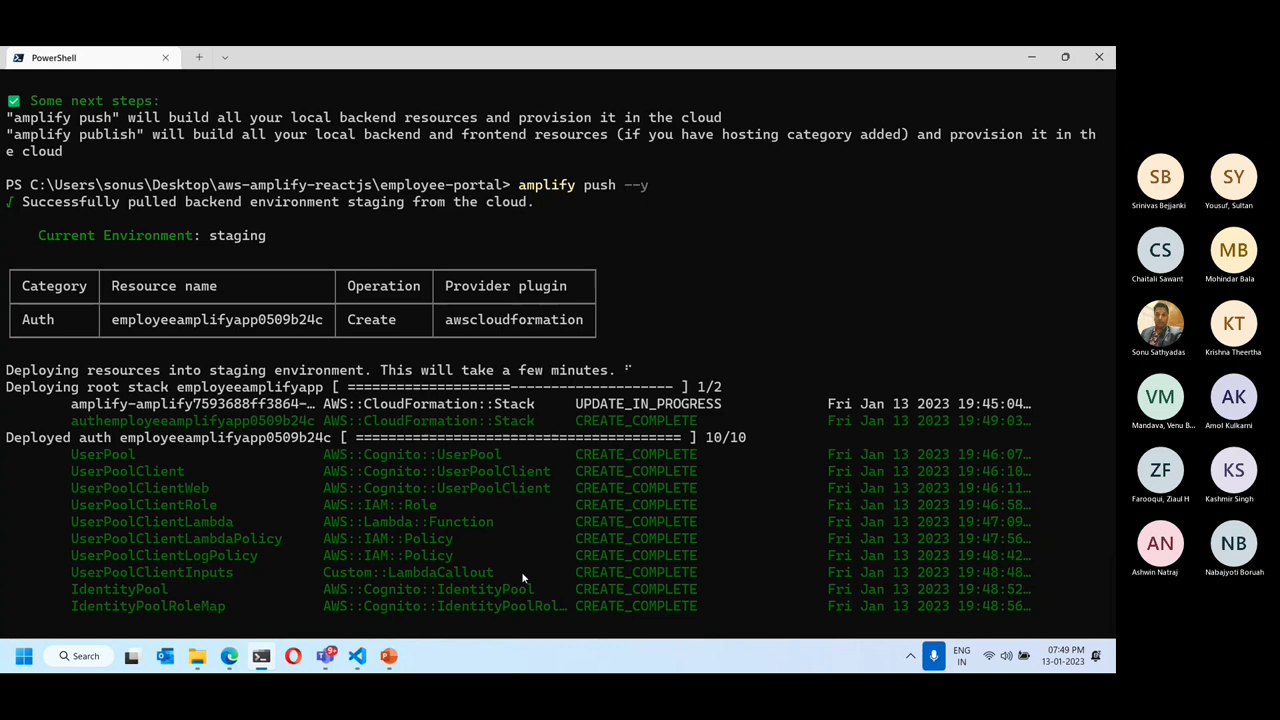 PowerShell
Some next steps:
"amplify push" will build all your local backend resources and provision it in the cloud
"amplify publish" will build all your local backend and frontend resources (if you have hosting category added) and provision it in th
e cloud
PS C:\Users\sonus\Desktop\aws-amplify-reactjs\employee-portal> amplify push --y
√ Successfully pulled backend environment staging from the cloud.
Current Environment: staging
Category Resource name Operation Provider plugin
Auth employeeamplifyapp0509b24c Create awscloudformation
Deploying resources into staging environment. This will take a few minutes.
Deploying root stack employeeamplifyapp [ ====================-------------------- ] 1/2
amplify-amplify7593688ff3864-… AWS::CloudFormation::Stack UPDATE_IN_PROGRESS Fri Jan 13 2023 19:45:04…
authemployeeamplifyapp0509b24c AWS::CloudFormation::Stack CREATE_COMPLETE Fri Jan 13 2023 19:49:03…
Deployed auth employeeamplifyapp0509b24c [ ======================================== ] 10/10
UserPool AWS::Cognito::UserPool CREATE_COMPLETE Fri Jan 13 2023 19:46:07…
UserPoolClient AWS::Cognito::UserPoolClient CREATE_COMPLETE Fri Jan 13 2023 19:46:10…
UserPoolClientWeb AWS::Cognito::UserPoolClient CREATE_COMPLETE Fri Jan 13 2023 19:46:11…
UserPoolClientRole AWS::IAM::Role CREATE_COMPLETE Fri Jan 13 2023 19:46:58…
UserPoolClientLambda AWS::Lambda::Function CREATE_COMPLETE Fri Jan 13 2023 19:47:09…
UserPoolClientLambdaPolicy AWS::IAM::Policy CREATE_COMPLETE Fri Jan 13 2023 19:47:56…
UserPoolClientLogPolicy AWS::IAM::Policy CREATE_COMPLETE Fri Jan 13 2023 19:48:42…
UserPoolClientInputs Custom::LambdaCallout CREATE_COMPLETE Fri Jan 13 2023 19:48:48…
IdentityPool AWS::Cognito::IdentityPool CREATE_COMPLETE Fri Jan 13 2023 19:48:52…
IdentityPoolRoleMap AWS::Cognito::IdentityPoolRol… CREATE_COMPLETE Fri Jan 13 2023 19:48:56…
Search
9+
ENG
IN
07:49 PM
13-01-2023
SB SY
Srinivas Bejjanki Yousuf, Sultan
CS MB
Chaitali Sawant Mohindar Bala
KT
Sonu Sathyadas Krishna Theertha
VM AK
Mandava, Venu B... Amol Kulkarni
ZF KS
Farooqui, Ziaul H Kashmir Singh
AN NB
Ashwin Natraj Nabajyoti Boruah